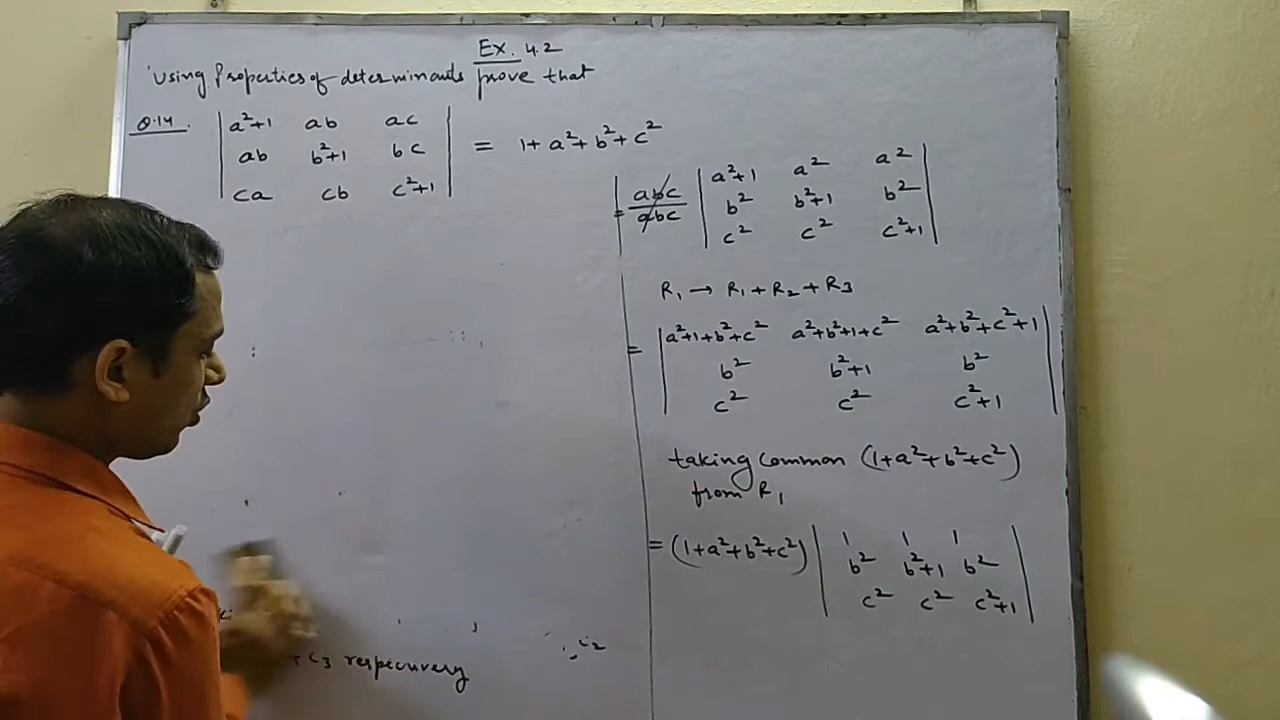 Ex. 4.2
Using Properties of determinants prove that
Q.14. | a²+1 ab ac | = 1+a²+b²+c²
| ab b²+1 bc |
| ca cb c²+1 |
C3 respectively
C2
= abc/abc | a²+1 a² a² |
| b² b²+1 b² |
| c² c² c²+1 |
R1 → R1 + R2 + R3
= | a²+1+b²+c² a²+b²+1+c² a²+b²+c²+1 |
| b² b²+1 b² |
| c² c² c²+1 |
taking common (1+a²+b²+c²)
from R1
= (1+a²+b²+c²) | 1 1 1 |
| b² b²+1 b² |
| c² c² c²+1 |